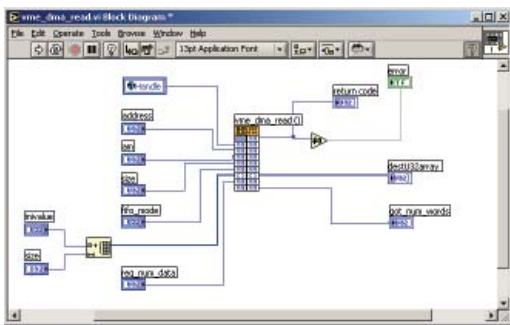 vme_dma_read.vi Block Diagram *
File Edit Operate Tools Browse Window Help
13pt Application Font
Handle
error
TF
return code
address
vme_dma_read()
am
size
destU32array
fifo_mode
got_num_words
initvalue
size
req_num_data